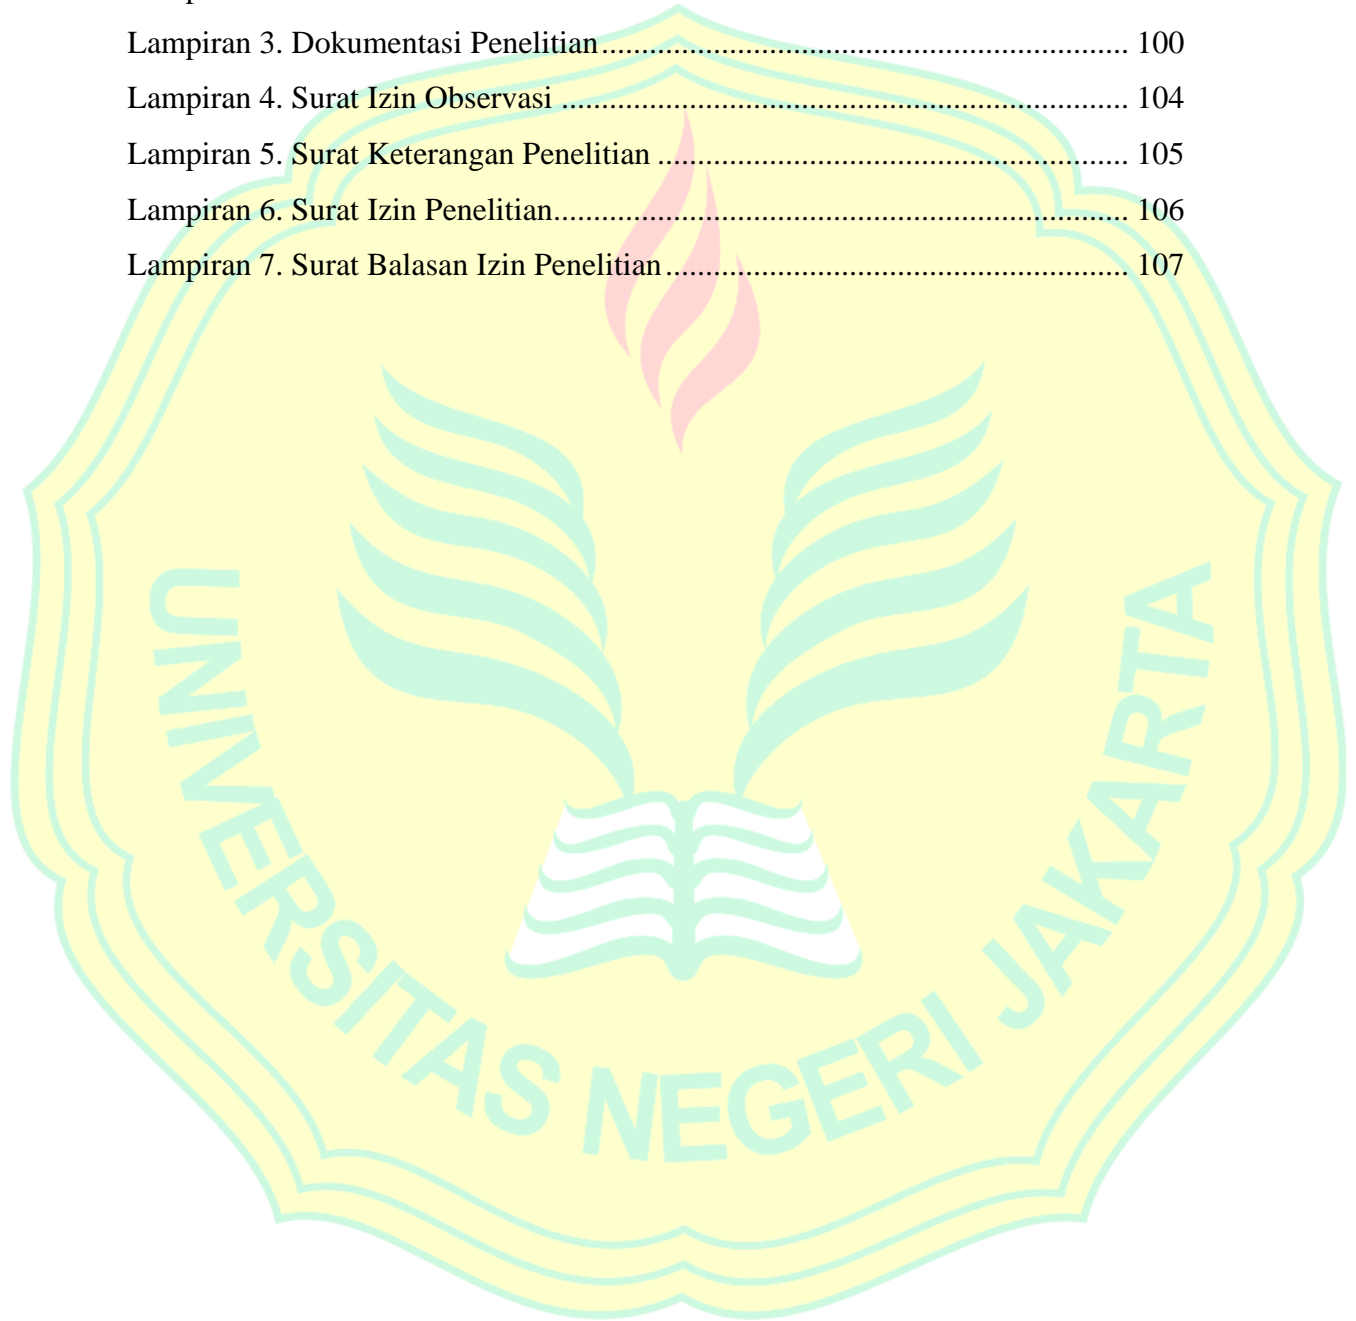 Lampiran 3. Dokumentasi Penelitian.................................................................. 100
Lampiran 4. Surat Izin Observasi ....................................................................... 104
Lampiran 5. Surat Keterangan Penelitian ........................................................... 105
Lampiran 6. Surat Izin Penelitian........................................................................ 106
Lampiran 7. Surat Balasan Izin Penelitian.......................................................... 107
UNIVERSITAS NEGERI JAKARTA